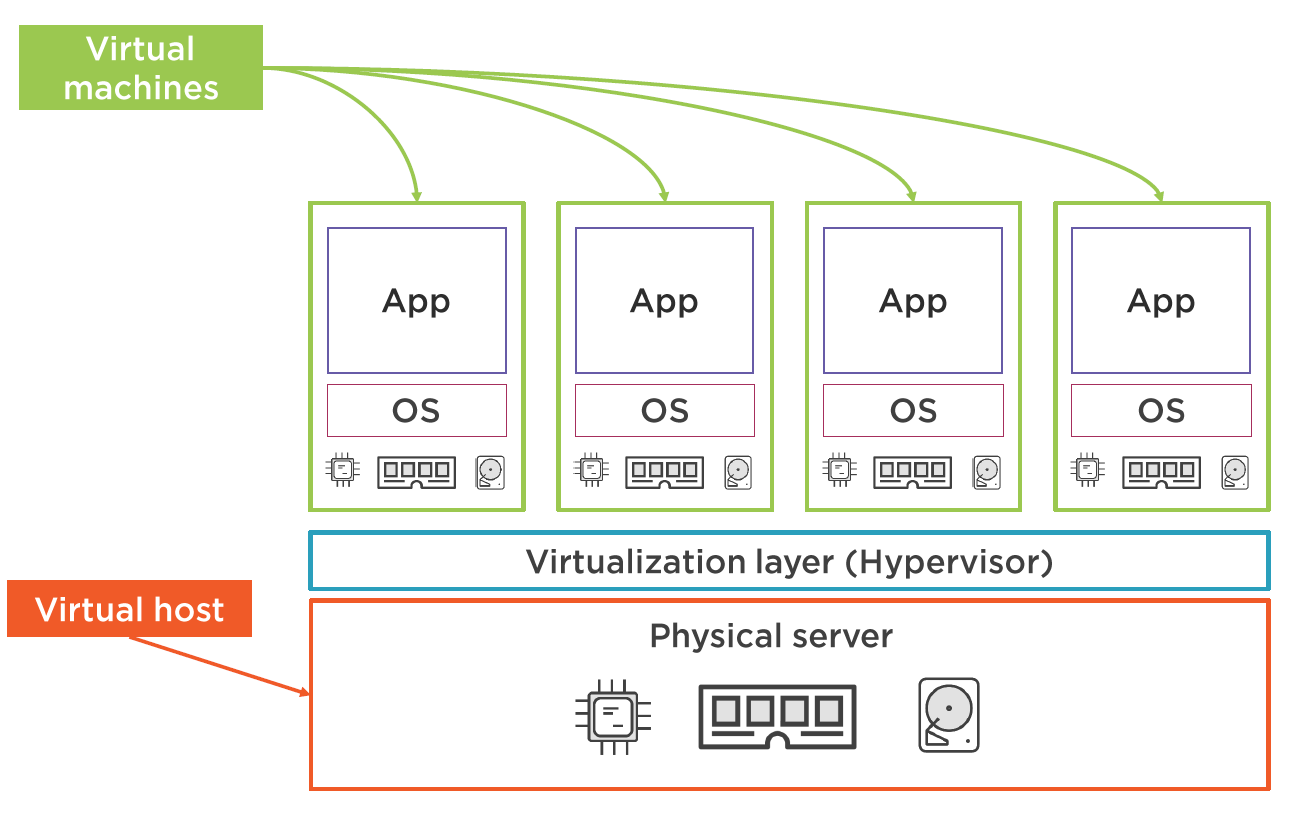 Virtual
machines
App
App
App
App
OS
OS
OS
OS
Virtualization layer (Hypervisor)
Virtual host
Physical server